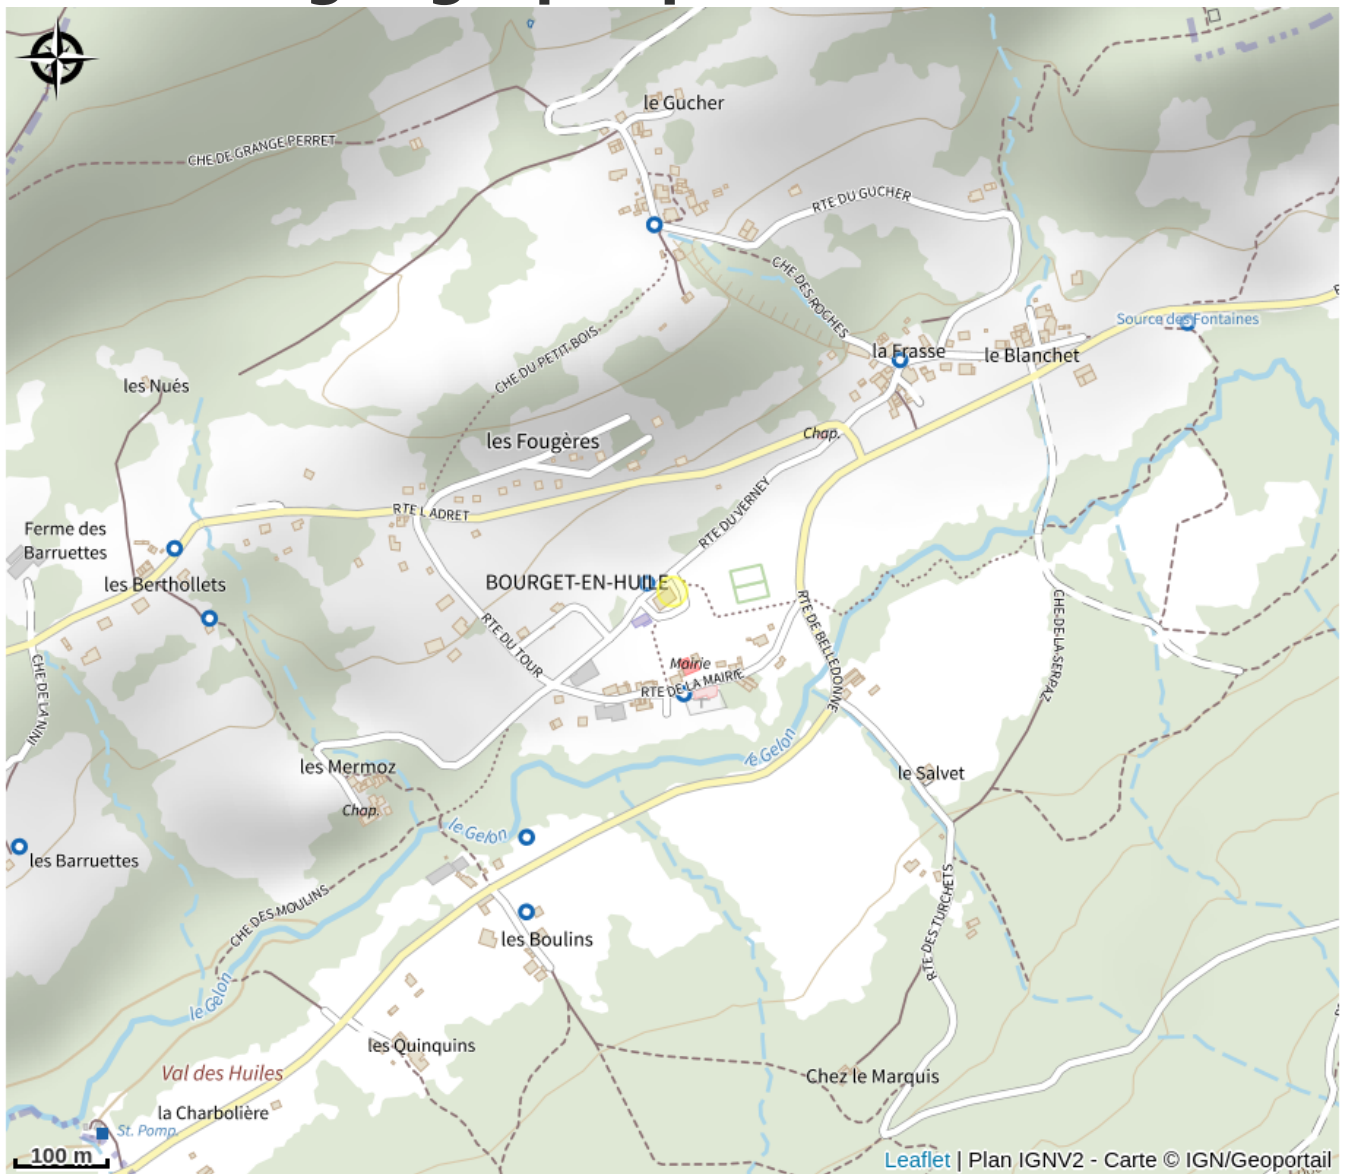 le Gucher
CHE DE GRANGE PERRET
RTE DU GUCHER
CHE DES ROCHES
Source des Fontaines
CHE DU PETIT BOIS
la Frasse
le Blanchet
les Nués
les Fougères
Chap.
RTE L ADRET
RTE DU VERNEY
Ferme des
Barruettes
les Berthollets
BOURGET-EN-HUILE
RTE DE BELLEDONNE
CHE DE LA SERPAZ
RTE DU TOUR
Mairie
RTE DE LA MAIRIE
le Gelon
les Mermoz
le Salvet
Chap.
le Gelon
les Barruettes
CHE DES MOULINS
les Boulins
RTE DES TURCHETS
le Gelon
les Quinquins
Val des Huiles
Chez le Marquis
la Charbolière
St. Pomp.
100 m
Leaflet | Plan IGNV2 - Carte © IGN/Geoportail